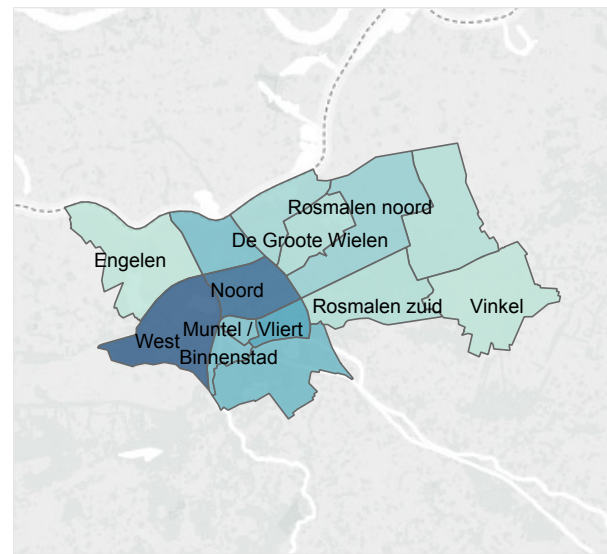 Rosmalen noord
De Groote Wielen
Engelen
Noord
Rosmalen zuid
Vinkel
Muntel / Vliert
West
Binnenstad